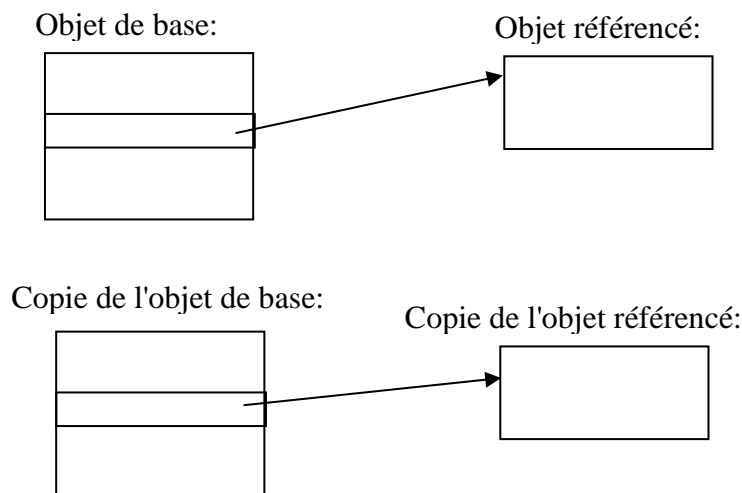 Objet de base:
Objet référencé:
Copie de l'objet de base:
Copie de l'objet référencé: